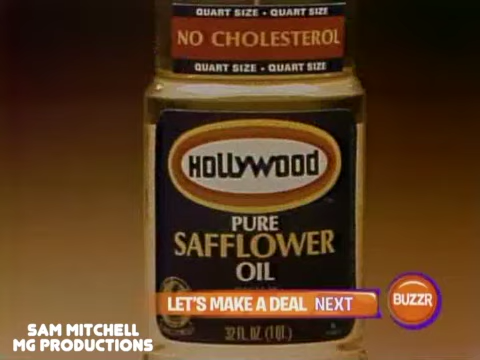 QUART SIZE • QUART SIZE
NO CHOLESTEROL
QUART SIZE • QUART SIZE
HOLLYWOOD
PURE
SAFFLOWER
OIL
LET'S MAKE A DEAL NEXT
BUZZR
32 FL. OZ. (1 QT.)
SAM MITCHELL
MG PRODUCTIONS